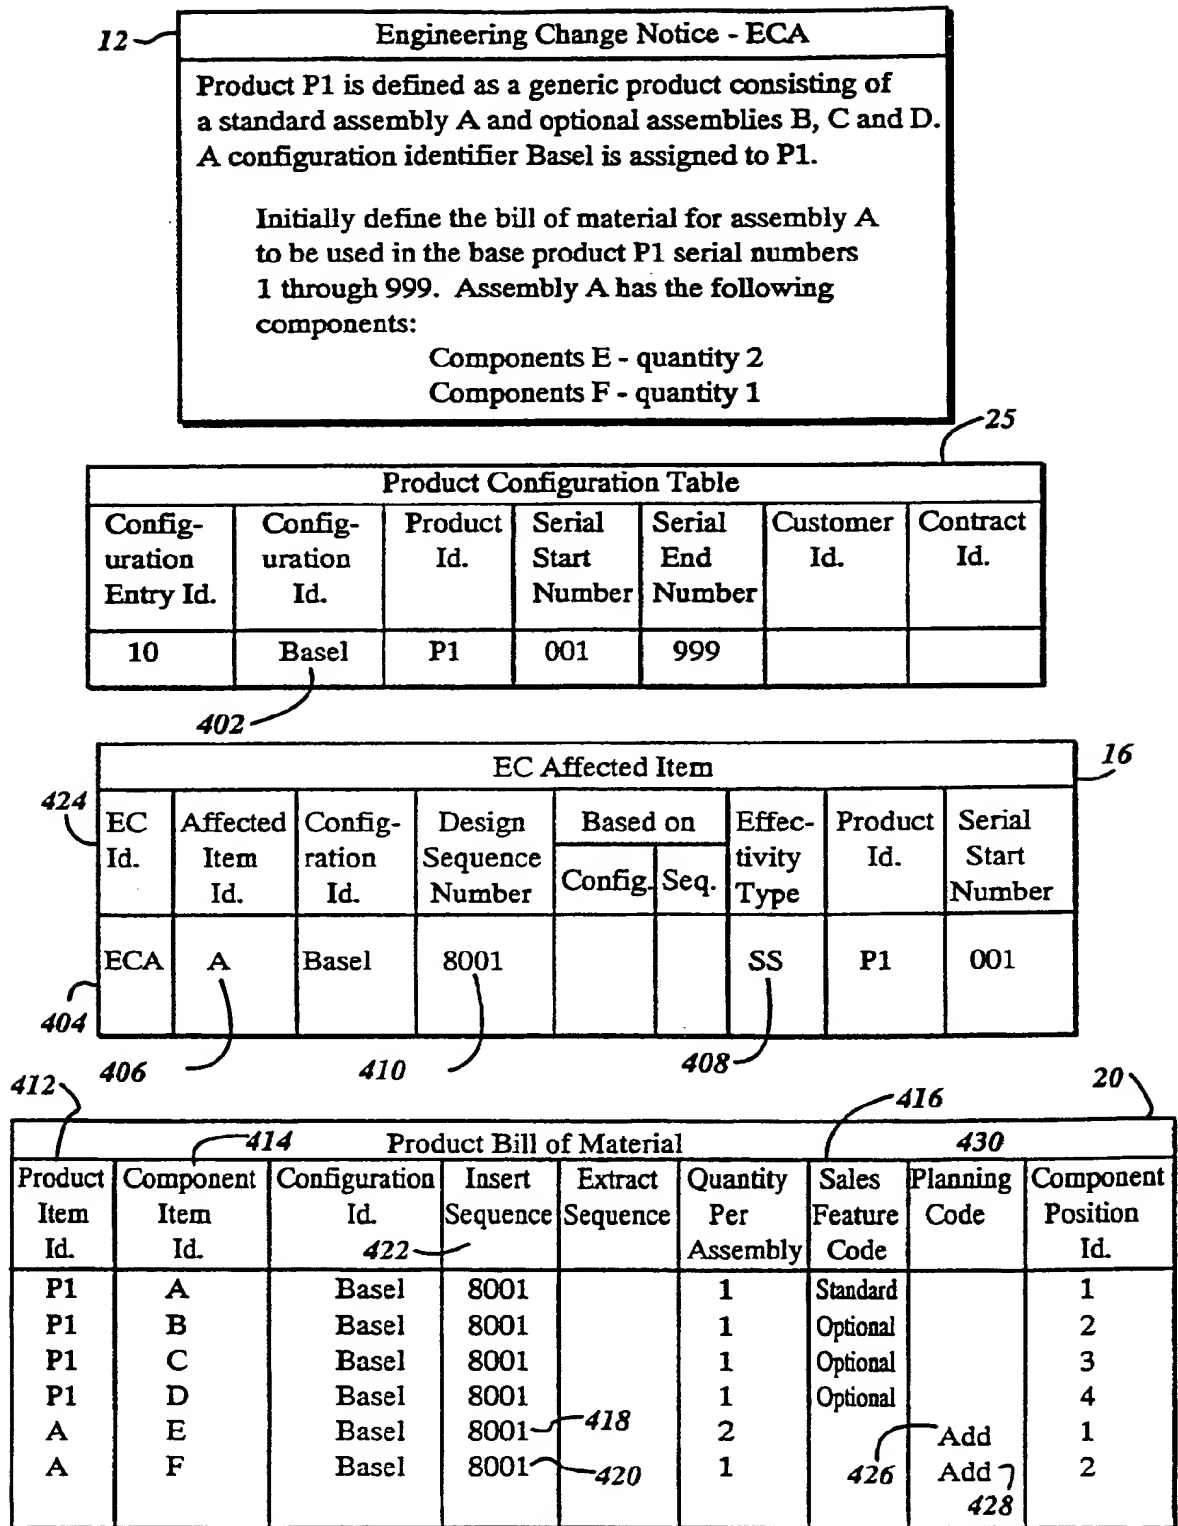 12
Engineering Change Notice - ECA
Product P1 is defined as a generic product consisting of
a standard assembly A and optional assemblies B, C and D.
A configuration identifier Basel is assigned to P1.
Initially define the bill of material for assembly A
to be used in the base product P1 serial numbers
1 through 999. Assembly A has the following
components:
Components E - quantity 2
Components F - quantity 1
25
Product Configuration Table
Config- Config- Product Serial Serial Customer Contract
uration uration Id. Start End Id. Id.
Entry Id. Id. Number Number
10 Basel P1 001 999
402
EC Affected Item
16
424
EC Affected Config- Design Based on Effec- Product Serial
Id. Item ration Sequence Config. Seq. tivity Id. Start
Id. Id. Number Type Number
ECA A Basel 8001 SS P1 001
404
406 410 408
412 416 20
414 Product Bill of Material 430
Product Component Configuration Insert Extract Quantity Sales Planning Component
Item Item Id. Sequence Sequence Per Feature Code Position
Id. Id. 422 Assembly Code Id.
P1 A Basel 8001 1 Standard 1
P1 B Basel 8001 1 Optional 2
P1 C Basel 8001 1 Optional 3
P1 D Basel 8001 1 Optional 4
A E Basel 8001 418 2 Add 1
A F Basel 8001 420 1 426 Add 2
428